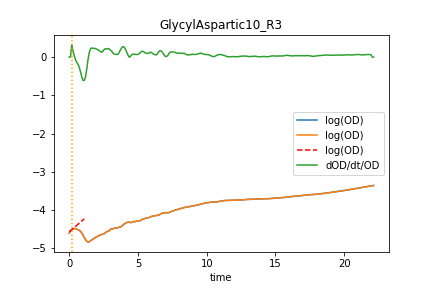 GlycylAspartic10_R3
0
−1
−2
−3
−4
−5
log(OD)
log(OD)
log(OD)
dOD/dt/OD
0 5 10 15 20
time